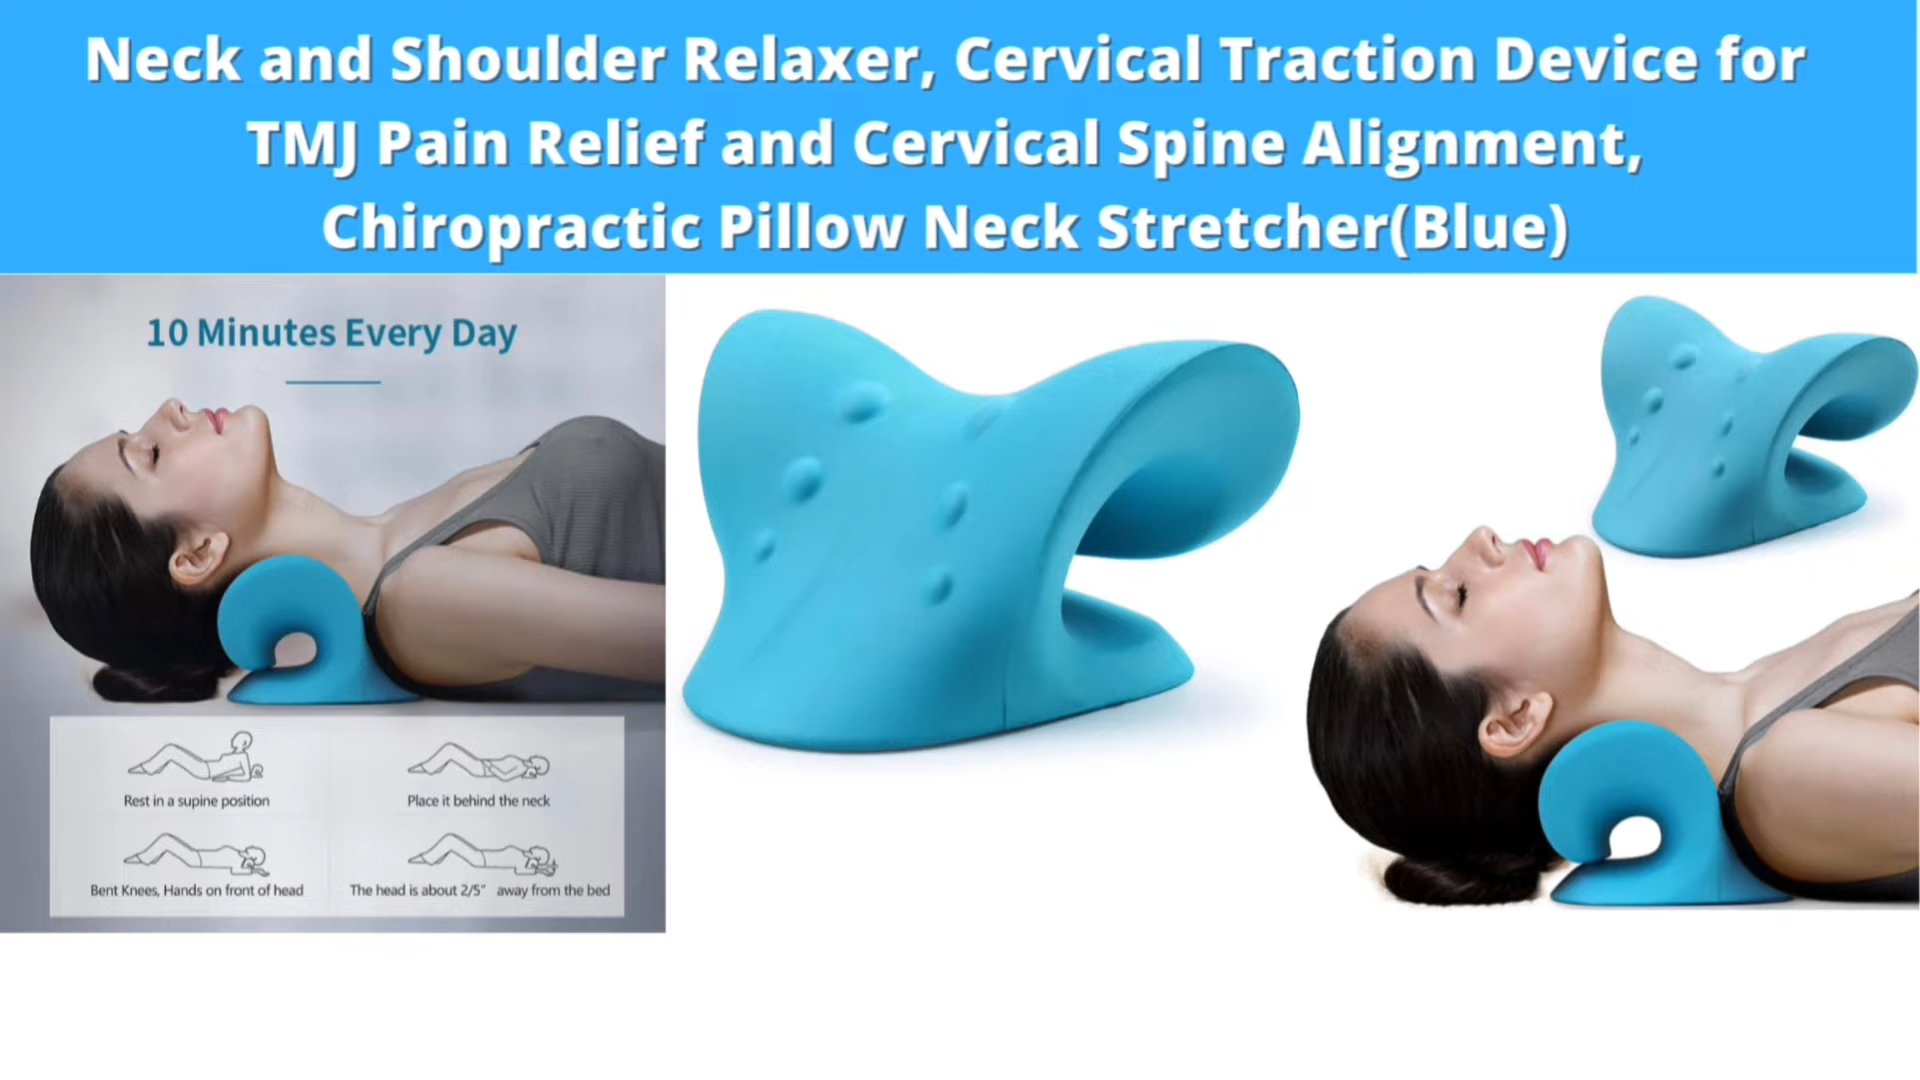 Neck and Shoulder Relaxer, Cervical Traction Device for
TMJ Pain Relief and Cervical Spine Alignment,
Chiropractic Pillow Neck Stretcher(Blue)
10 Minutes Every Day
Rest in a supine position
Place it behind the neck
Bent Knees, Hands on front of head
The head is about 2/5" away from the bed